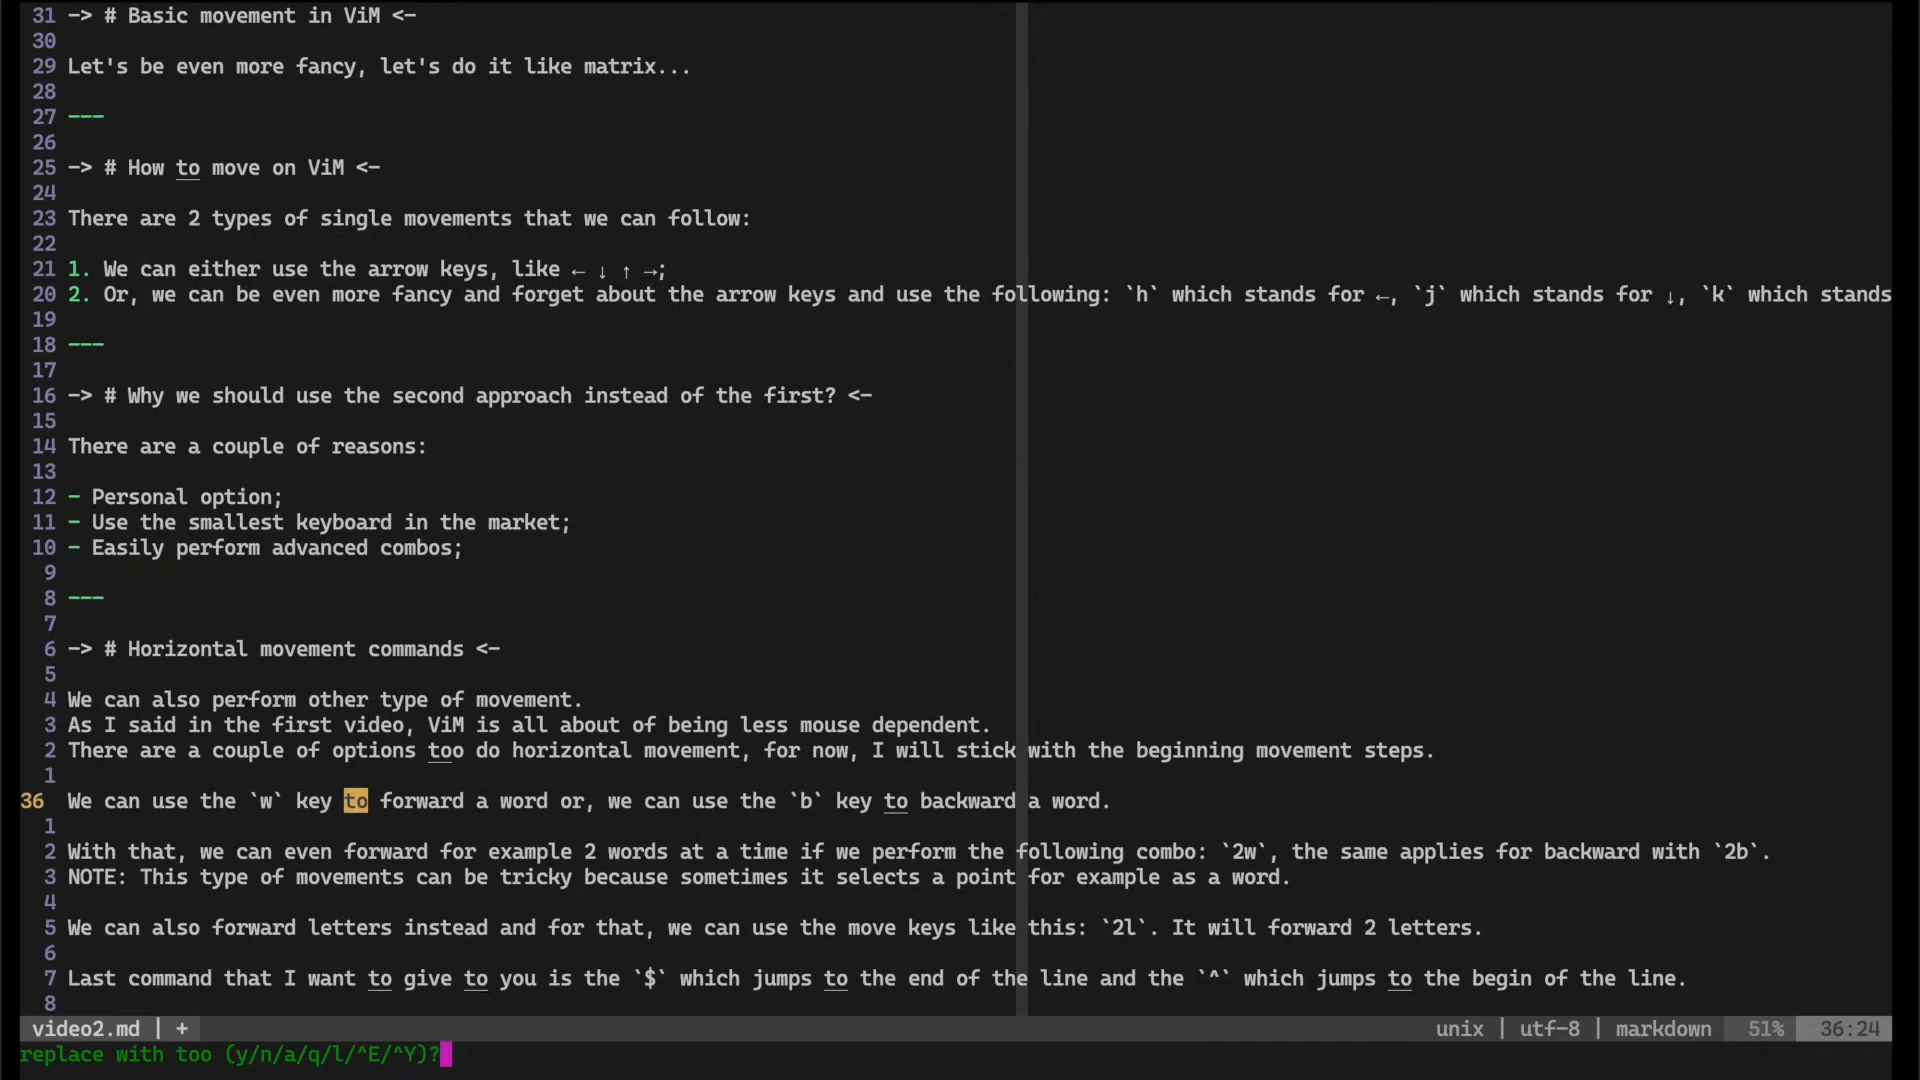 31 -> # Basic movement in ViM <-
30
29 Let's be even more fancy, let's do it like matrix...
28
27 ---
26
25 -> # How to move on ViM <-
24
23 There are 2 types of single movements that we can follow:
22
21 1. We can either use the arrow keys, like ← ↓ ↑ →;
20 2. Or, we can be even more fancy and forget about the arrow keys and use the following: `h` which stands for ←, `j` which stands for ↓, `k` which stands
19
18 ---
17
16 -> # Why we should use the second approach instead of the first? <-
15
14 There are a couple of reasons:
13
12 - Personal option;
11 - Use the smallest keyboard in the market;
10 - Easily perform advanced combos;
9
8 ---
7
6 -> # Horizontal movement commands <-
5
4 We can also perform other type of movement.
3 As I said in the first video, ViM is all about of being less mouse dependent.
2 There are a couple of options too do horizontal movement, for now, I will stick with the beginning movement steps.
1
36 We can use the `w` key to forward a word or, we can use the `b` key to backward a word.
1
2 With that, we can even forward for example 2 words at a time if we perform the following combo: `2w`, the same applies for backward with `2b`.
3 NOTE: This type of movements can be tricky because sometimes it selects a point for example as a word.
4
5 We can also forward letters instead and for that, we can use the move keys like this: `2l`. It will forward 2 letters.
6
7 Last command that I want to give to you is the `$` which jumps to the end of the line and the `^` which jumps to the begin of the line.
8
video2.md | + unix | utf-8 | markdown 51% 36:24
replace with too (y/n/a/q/l/^E/^Y)?